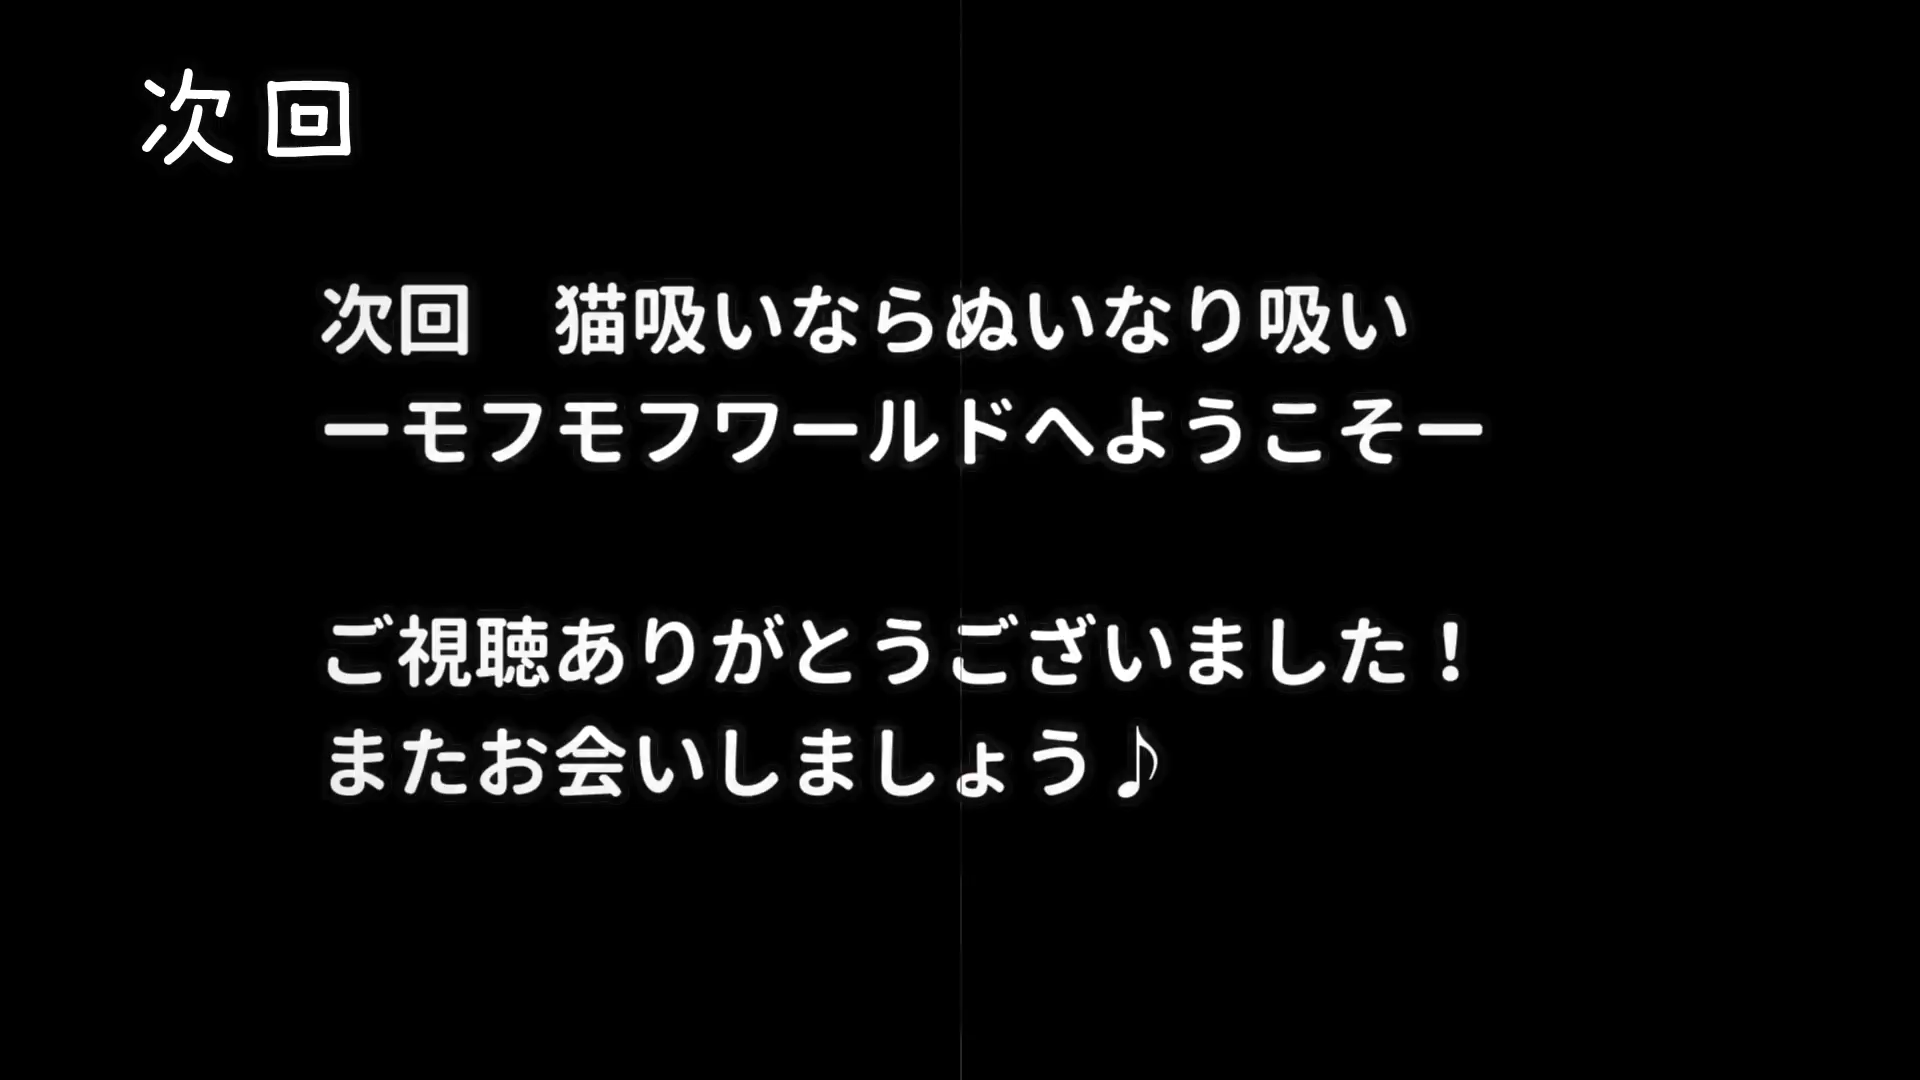 次回
次回　猫吸いならぬいなり吸い
ーモフモフワールドへようこそー
ご視聴ありがとうございました！
またお会いしましょう♪